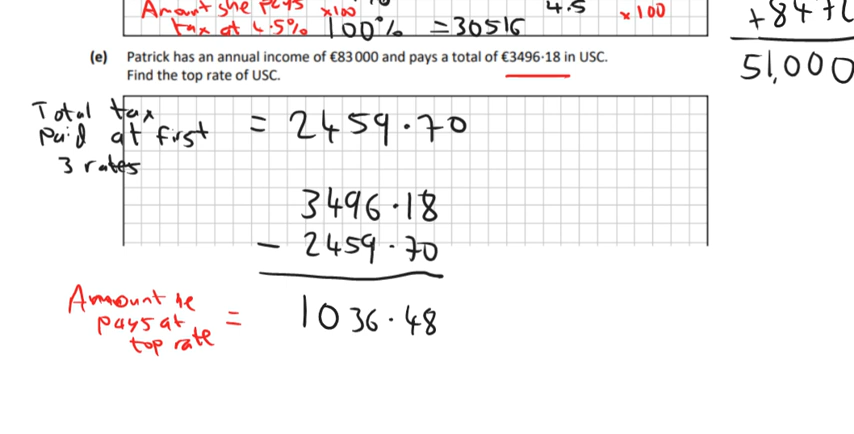 Amount she pays
tax at 4.5% ×100 100% =30516 4.5 ×100
+847
51,000
(e) Patrick has an annual income of €83 000 and pays a total of €3496·18 in USC.
Find the top rate of USC.
Total tax
paid at first = 2459.70
3 rates
3496.18
- 2459.70
Amount he
pays at = 1036.48
top rate